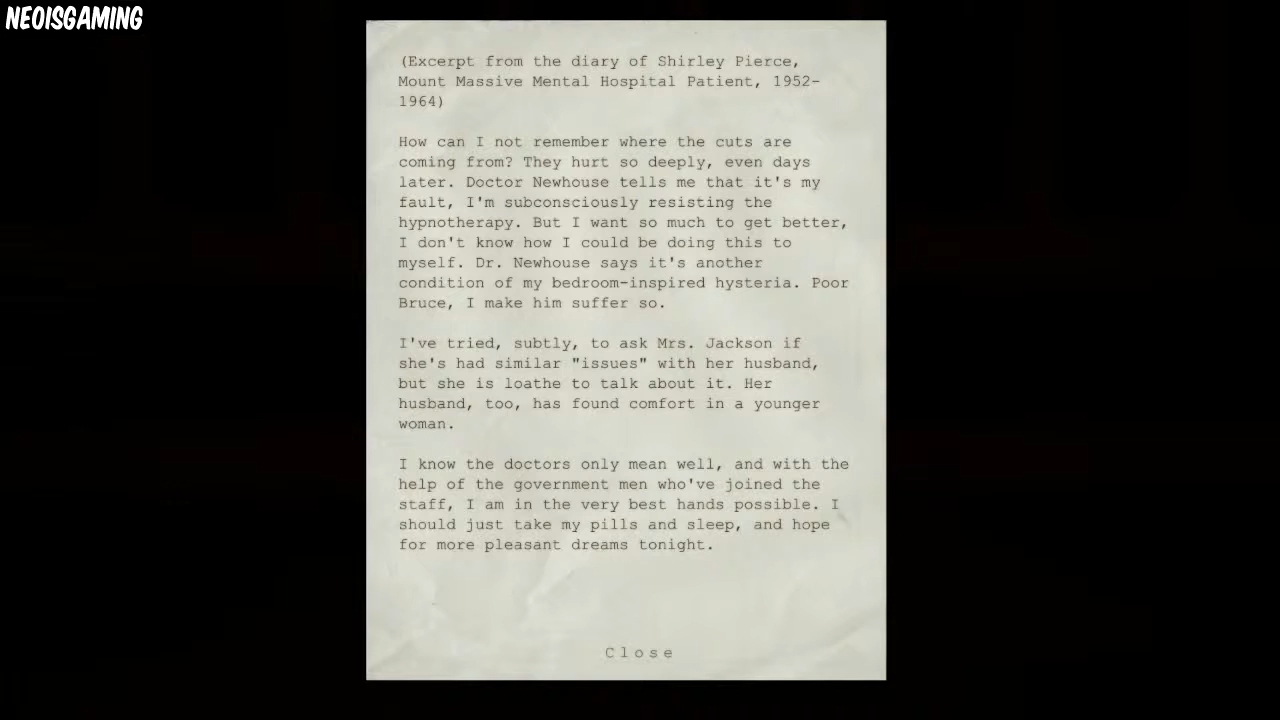 NEOISGAMING
(Excerpt from the diary of Shirley Pierce,
Mount Massive Mental Hospital Patient, 1952-
1964)
How can I not remember where the cuts are
coming from? They hurt so deeply, even days
later. Doctor Newhouse tells me that it's my
fault, I'm subconsciously resisting the
hypnotherapy. But I want so much to get better,
I don't know how I could be doing this to
myself. Dr. Newhouse says it's another
condition of my bedroom-inspired hysteria. Poor
Bruce, I make him suffer so.
I've tried, subtly, to ask Mrs. Jackson if
she's had similar "issues" with her husband,
but she is loathe to talk about it. Her
husband, too, has found comfort in a younger
woman.
I know the doctors only mean well, and with the
help of the government men who've joined the
staff, I am in the very best hands possible. I
should just take my pills and sleep, and hope
for more pleasant dreams tonight.
Close